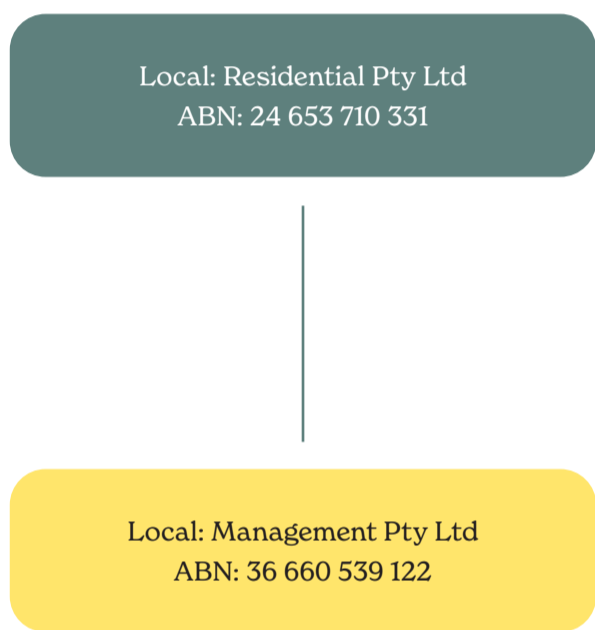 Local: Residential Pty Ltd
ABN: 24 653 710 331
Local: Management Pty Ltd
ABN: 36 660 539 122